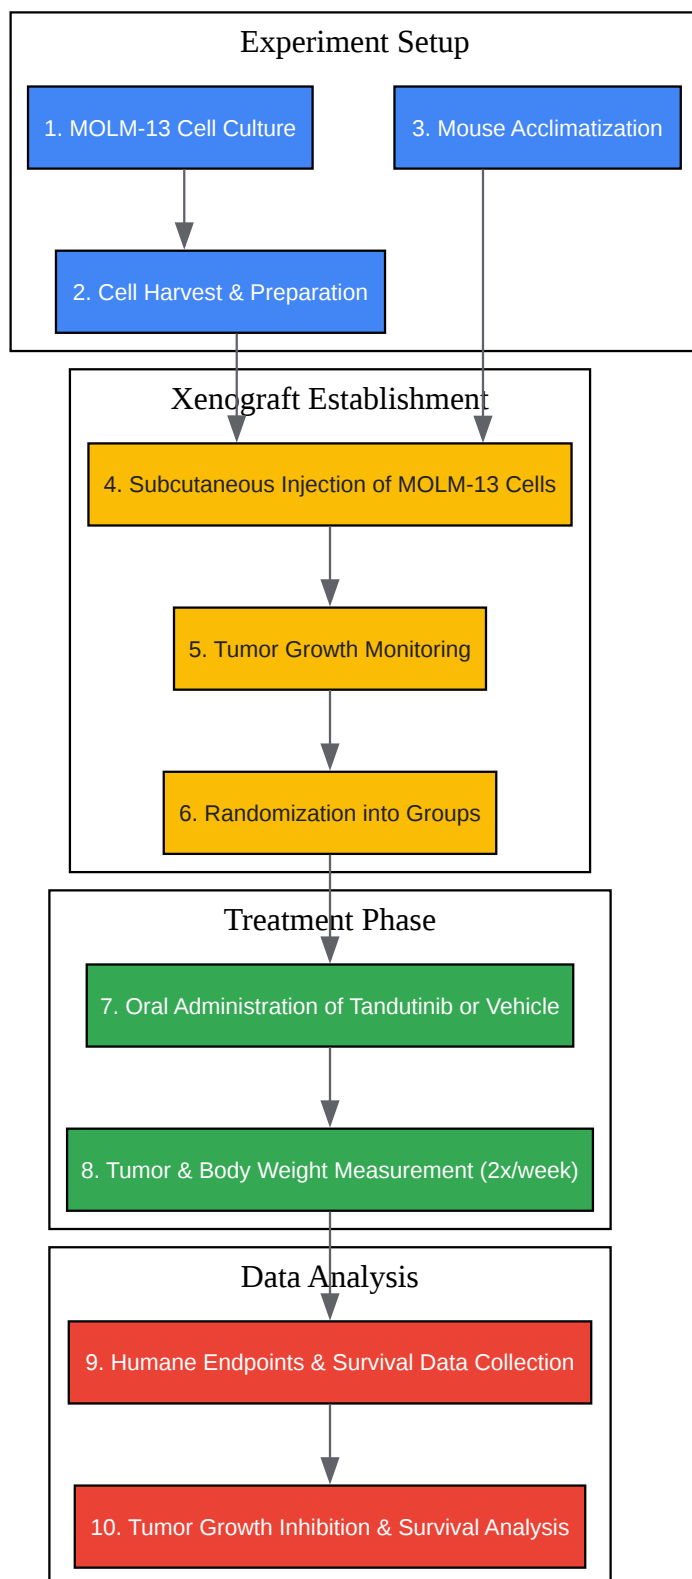 Experiment Setup
1. MOLM-13 Cell Culture
3. Mouse Acclimatization
2. Cell Harvest & Preparation
Xenograft Establishment
4. Subcutaneous Injection of MOLM-13 Cells
5. Tumor Growth Monitoring
6. Randomization into Groups
Treatment Phase
7. Oral Administration of Tandutinib or Vehicle
8. Tumor & Body Weight Measurement (2x/week)
Data Analysis
9. Humane Endpoints & Survival Data Collection
10. Tumor Growth Inhibition & Survival Analysis